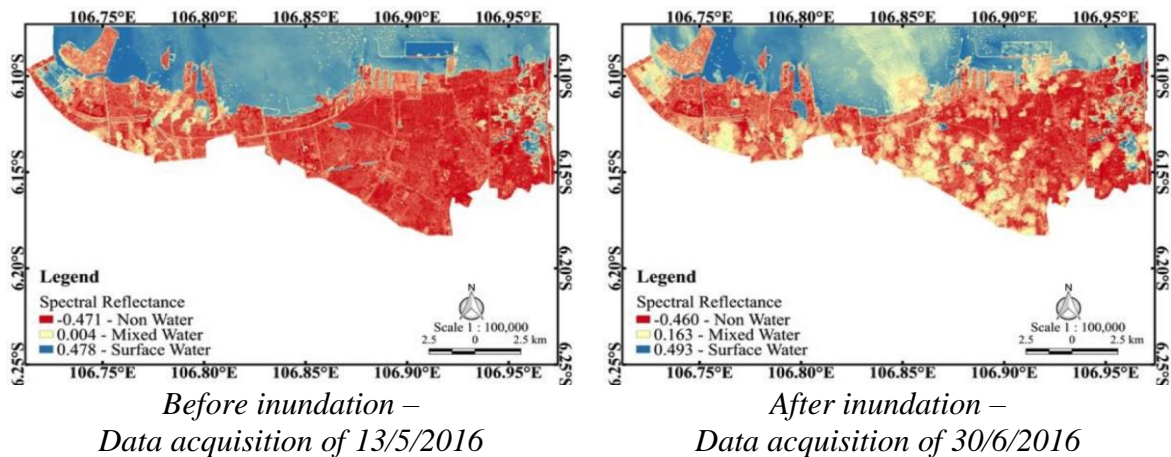 106.75°E 106.80°E 106.85°E 106.90°E 106.95°E
6.10°S
6.15°S
6.20°S
6.25°S
6.10°S
6.15°S
6.20°S
6.25°S
Legend
Spectral Reflectance
-0.471 - Non Water
0.004 - Mixed Water
0.478 - Surface Water
N
Scale 1 : 100,000
2.5 0 2.5 km
106.75°E 106.80°E 106.85°E 106.90°E 106.95°E
Before inundation –
Data acquisition of 13/5/2016
106.75°E 106.80°E 106.85°E 106.90°E 106.95°E
6.10°S
6.15°S
6.20°S
6.25°S
6.10°S
6.15°S
6.20°S
6.25°S
Legend
Spectral Reflectance
-0.460 - Non Water
0.163 - Mixed Water
0.493 - Surface Water
N
Scale 1 : 100,000
2.5 0 2.5 km
106.75°E 106.80°E 106.85°E 106.90°E 106.95°E
After inundation –
Data acquisition of 30/6/2016